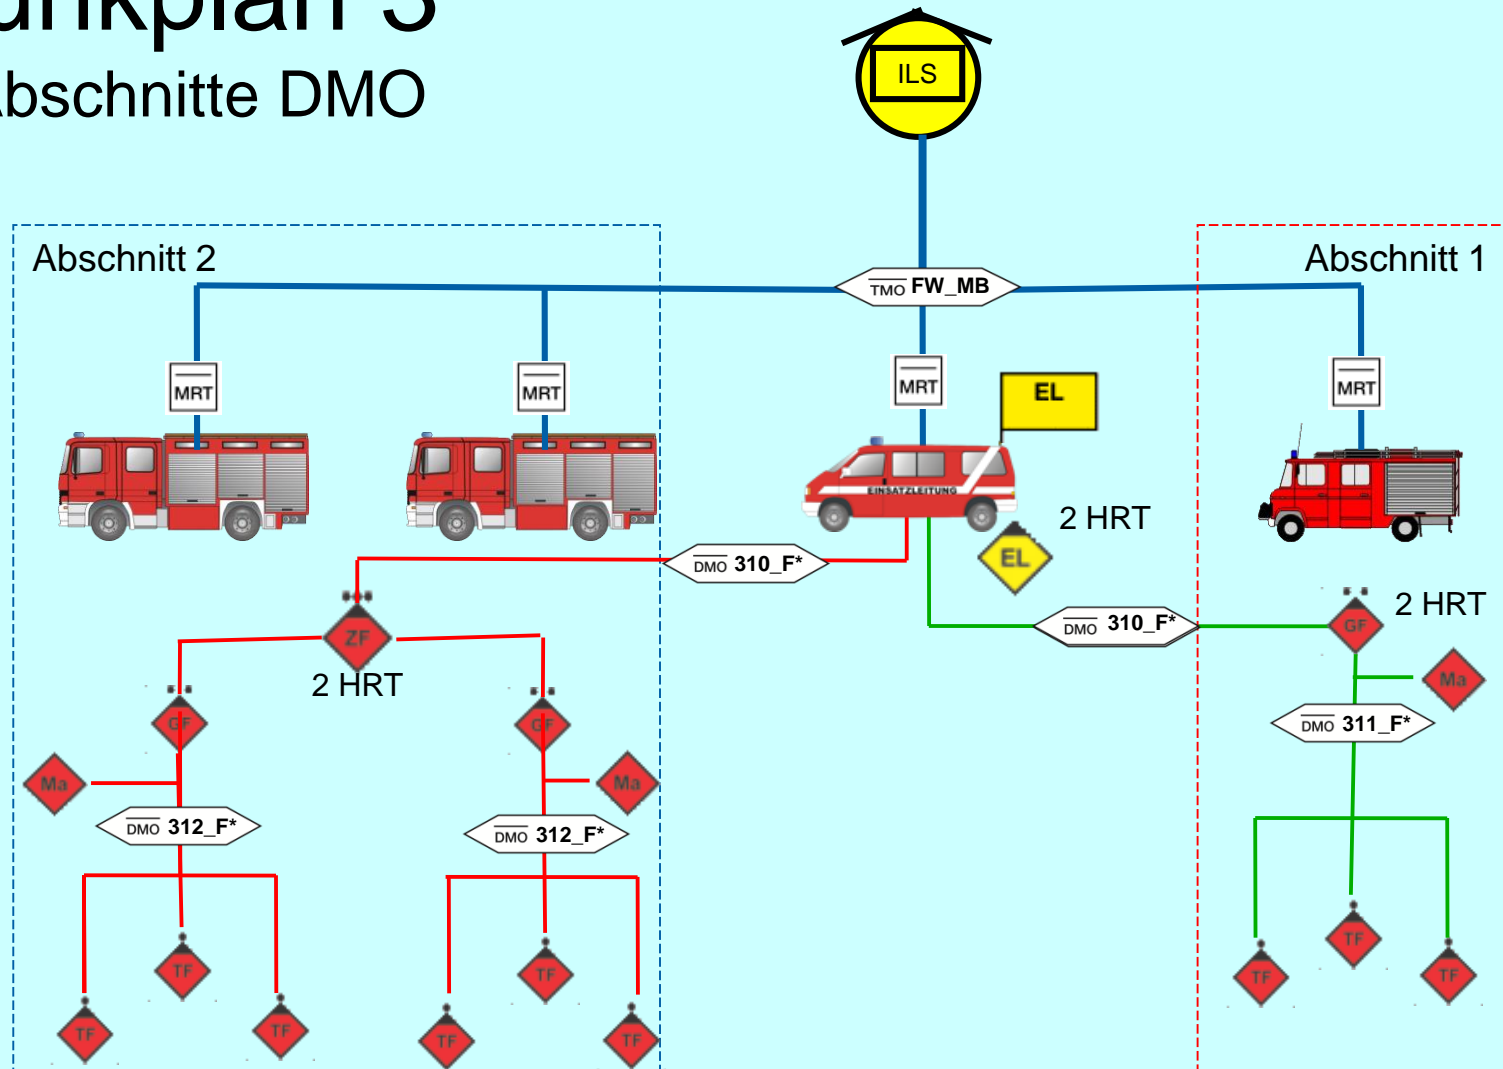 unkplan 3
Abschnitte DMO
ILS
Abschnitt 2
Abschnitt 1
TMO FW_MB
MRT
MRT
MRT
MRT
EL
EINSATZLEITUNG
2 HRT
EL
DMO 310_F*
DMO 310_F*
2 HRT
GF
ZF
2 HRT
Ma
GF
GF
DMO 311_F*
Ma
Ma
DMO 312_F*
DMO 312_F*
TF
TF
TF
TF
TF
TF
TF
TF
TF